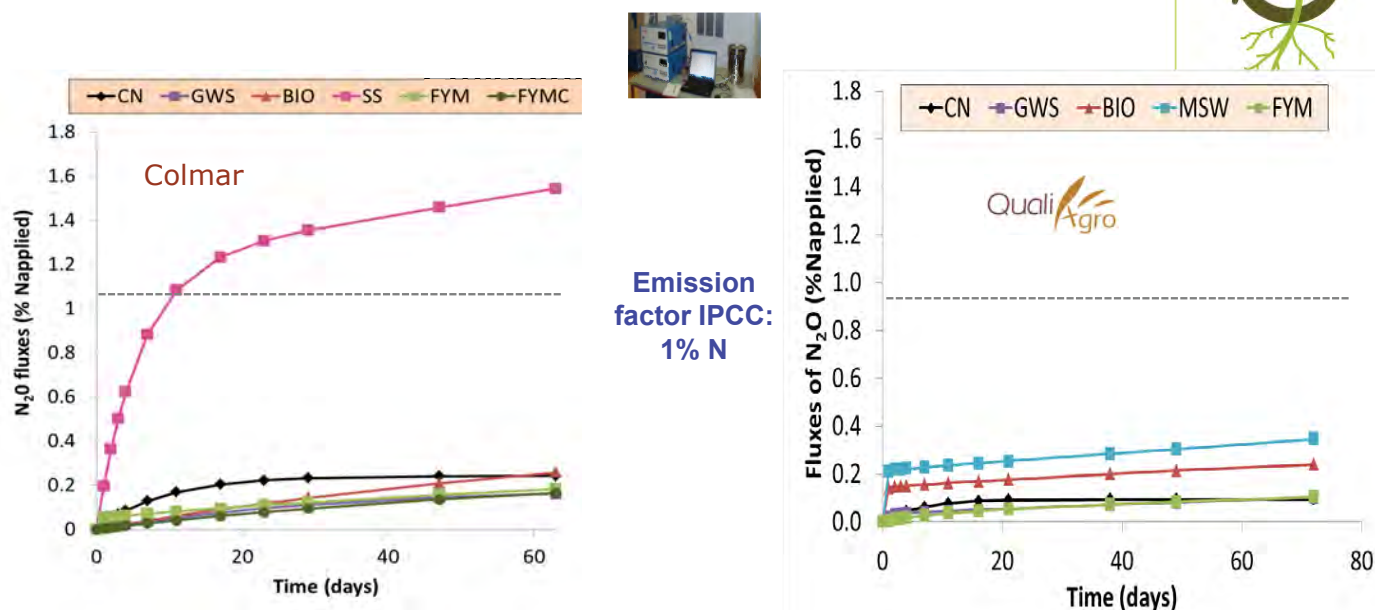 CN GWS BIO SS FYM FYMC
1.8
1.6
1.4
1.2
1
0.8
0.6
0.4
0.2
0
N₂0 fluxes (% Napplied)
Colmar
0 20 40 60
Time (days)
Emission
factor IPCC:
1% N
CN GWS BIO MSW FYM
1.8
1.6
1.4
1.2
1.0
0.8
0.6
0.4
0.2
0.0
Fluxes of N₂O (%Napplied)
Quali
Agro
0 20 40 60 80
Time (days)